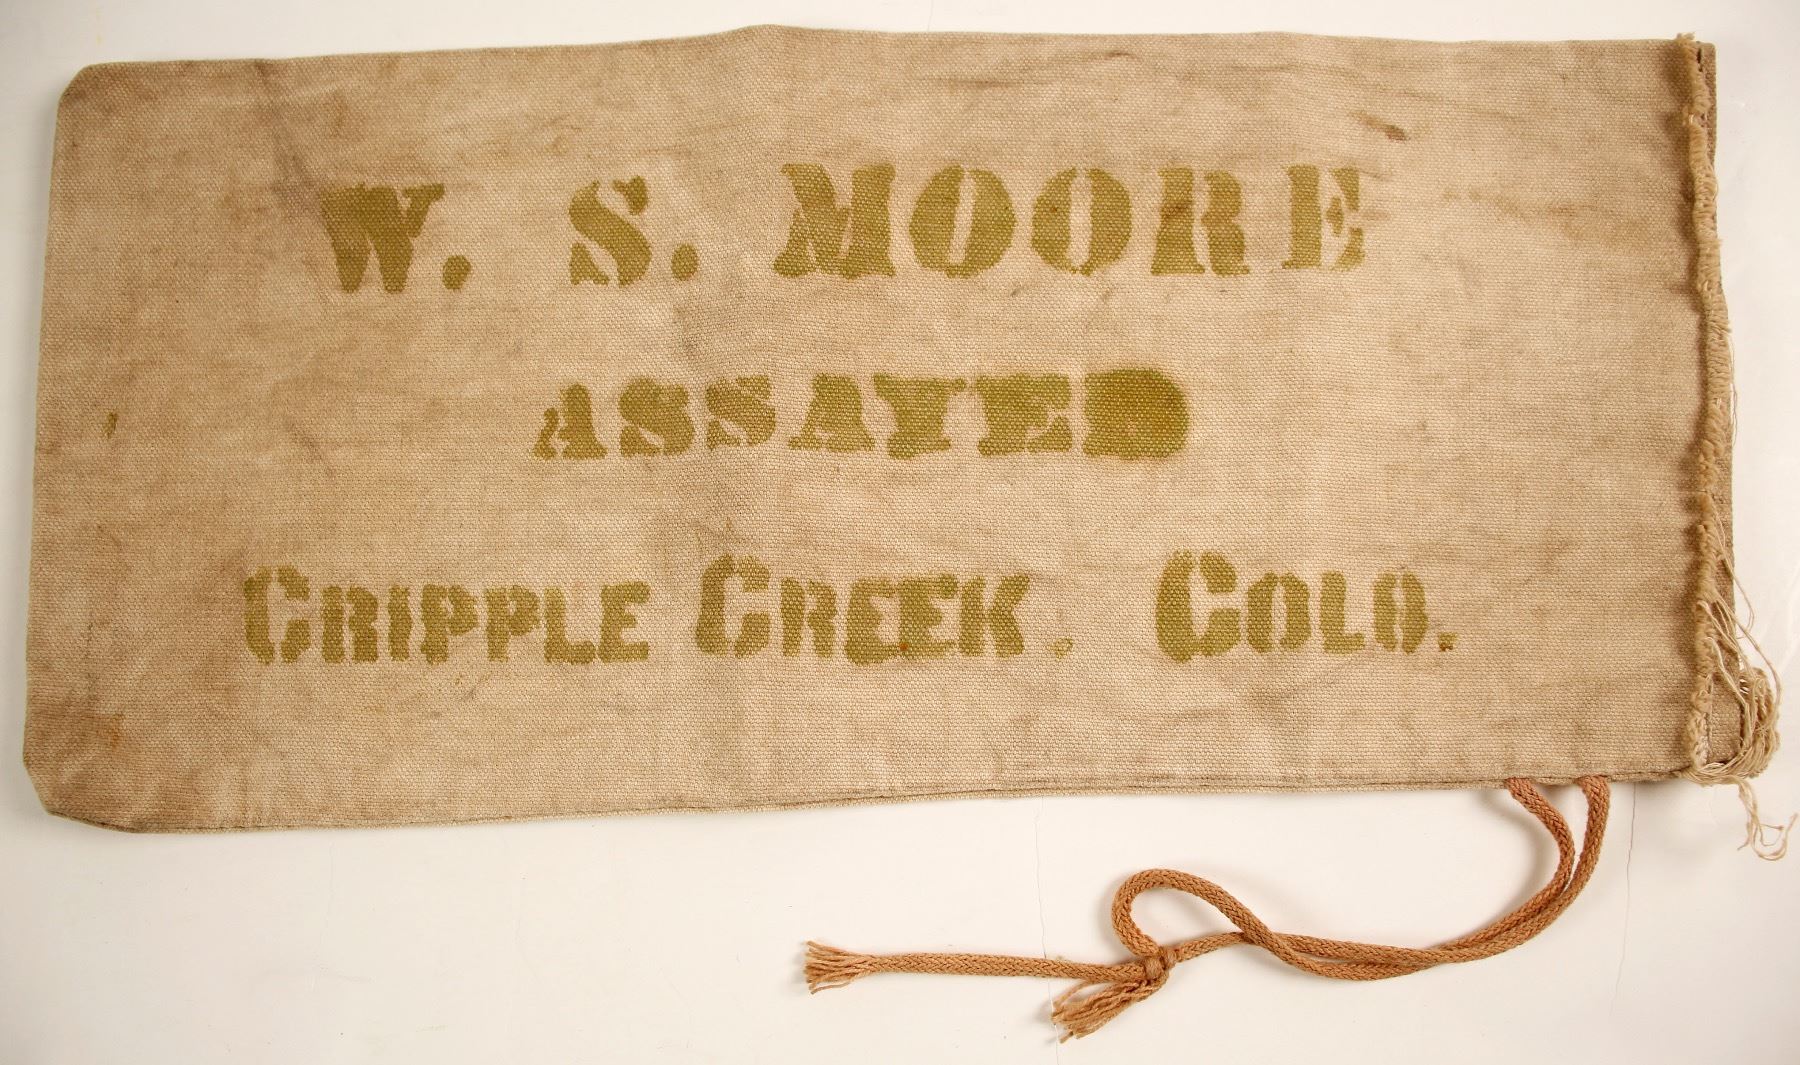 W. S. MOORE
ASSAYED
CRIPPLE CREEK. COLO.